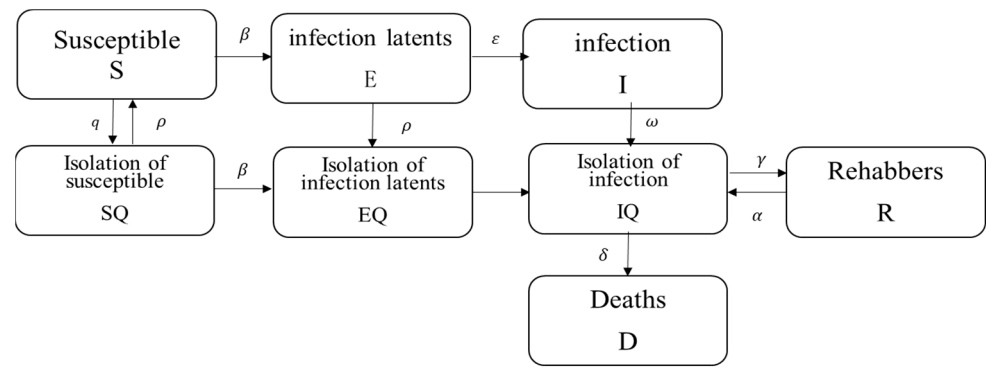 Susceptible
S
β
infection latents
E
ε
infection
I
q
ρ
ρ
ω
Isolation of
susceptible
SQ
β
Isolation of
infection latents
EQ
Isolation of
infection
IQ
γ
α
Rehabbers
R
δ
Deaths
D